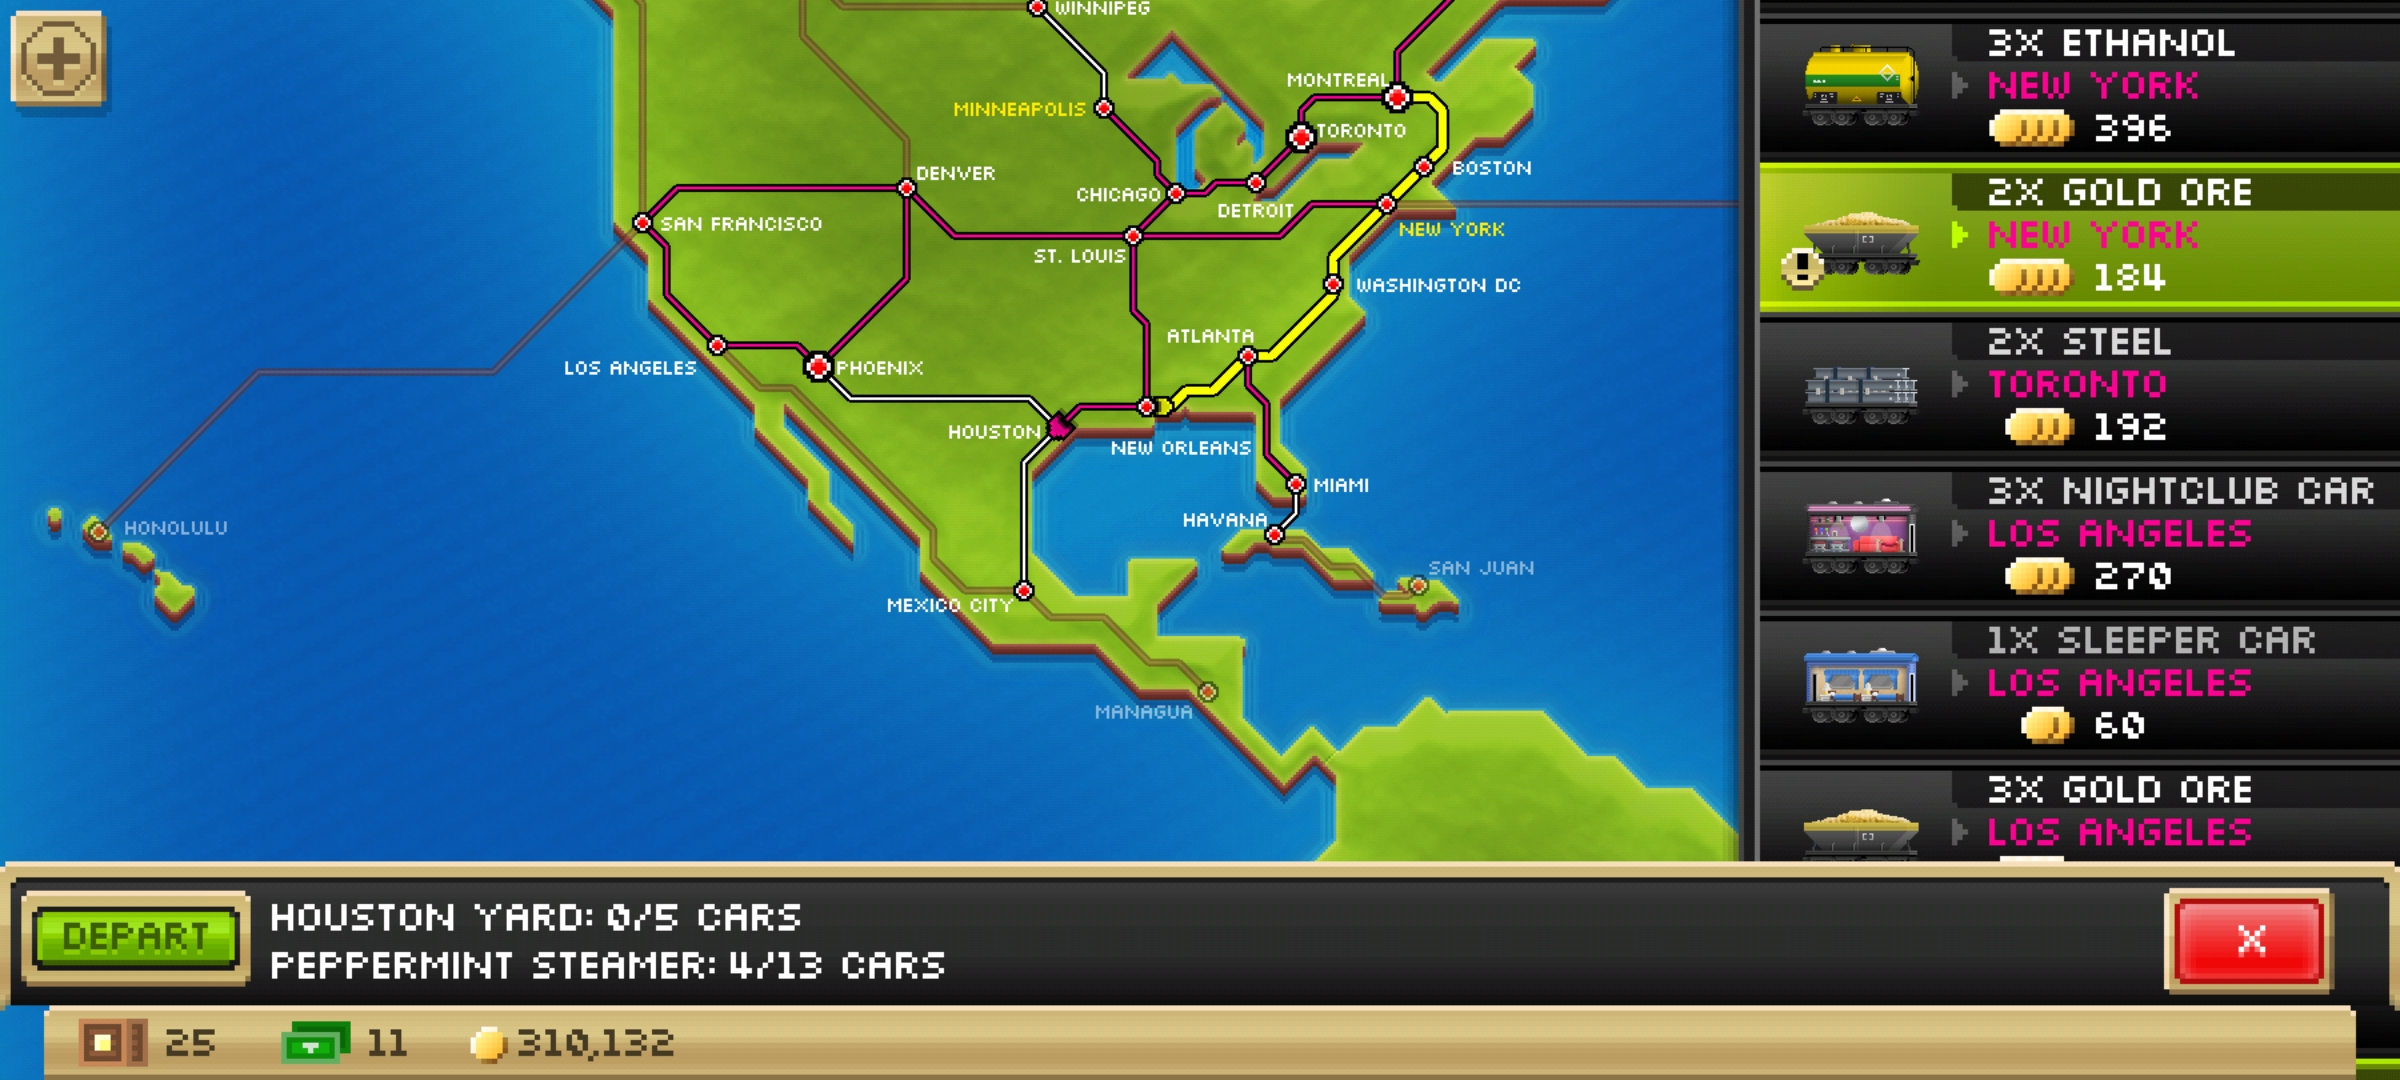 WINNIPEG
MONTREAL
MINNEAPOLIS
TORONTO
BOSTON
DENVER
CHICAGO
DETROIT
SAN FRANCISCO
NEW YORK
ST. LOUIS
WASHINGTON DC
ATLANTA
LOS ANGELES
PHOENIX
HOUSTON
NEW ORLEANS
MIAMI
HAVANA
HONOLULU
SAN JUAN
MEXICO CITY
MANAGUA
3X ETHANOL
NEW YORK
396
2X GOLD ORE
NEW YORK
184
2X STEEL
TORONTO
192
3X NIGHTCLUB CAR
LOS ANGELES
270
1X SLEEPER CAR
LOS ANGELES
60
3X GOLD ORE
LOS ANGELES
DEPART
HOUSTON YARD: 0/5 CARS
PEPPERMINT STEAMER: 4/13 CARS
X
25
11
310,132